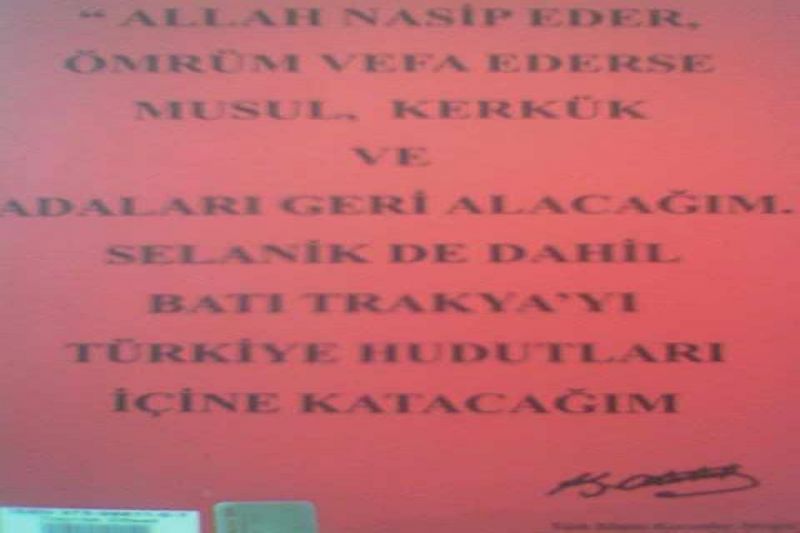 “ ALLAH NASİP EDER,
ÖMRÜM VEFA EDERSE
MUSUL, KERKÜK
VE
ADALARI GERİ ALACAĞIM.
SELANİK DE DAHİL
BATI TRAKYA'YI
TÜRKİYE HUDUTLARI
İÇİNE KATACAĞIM